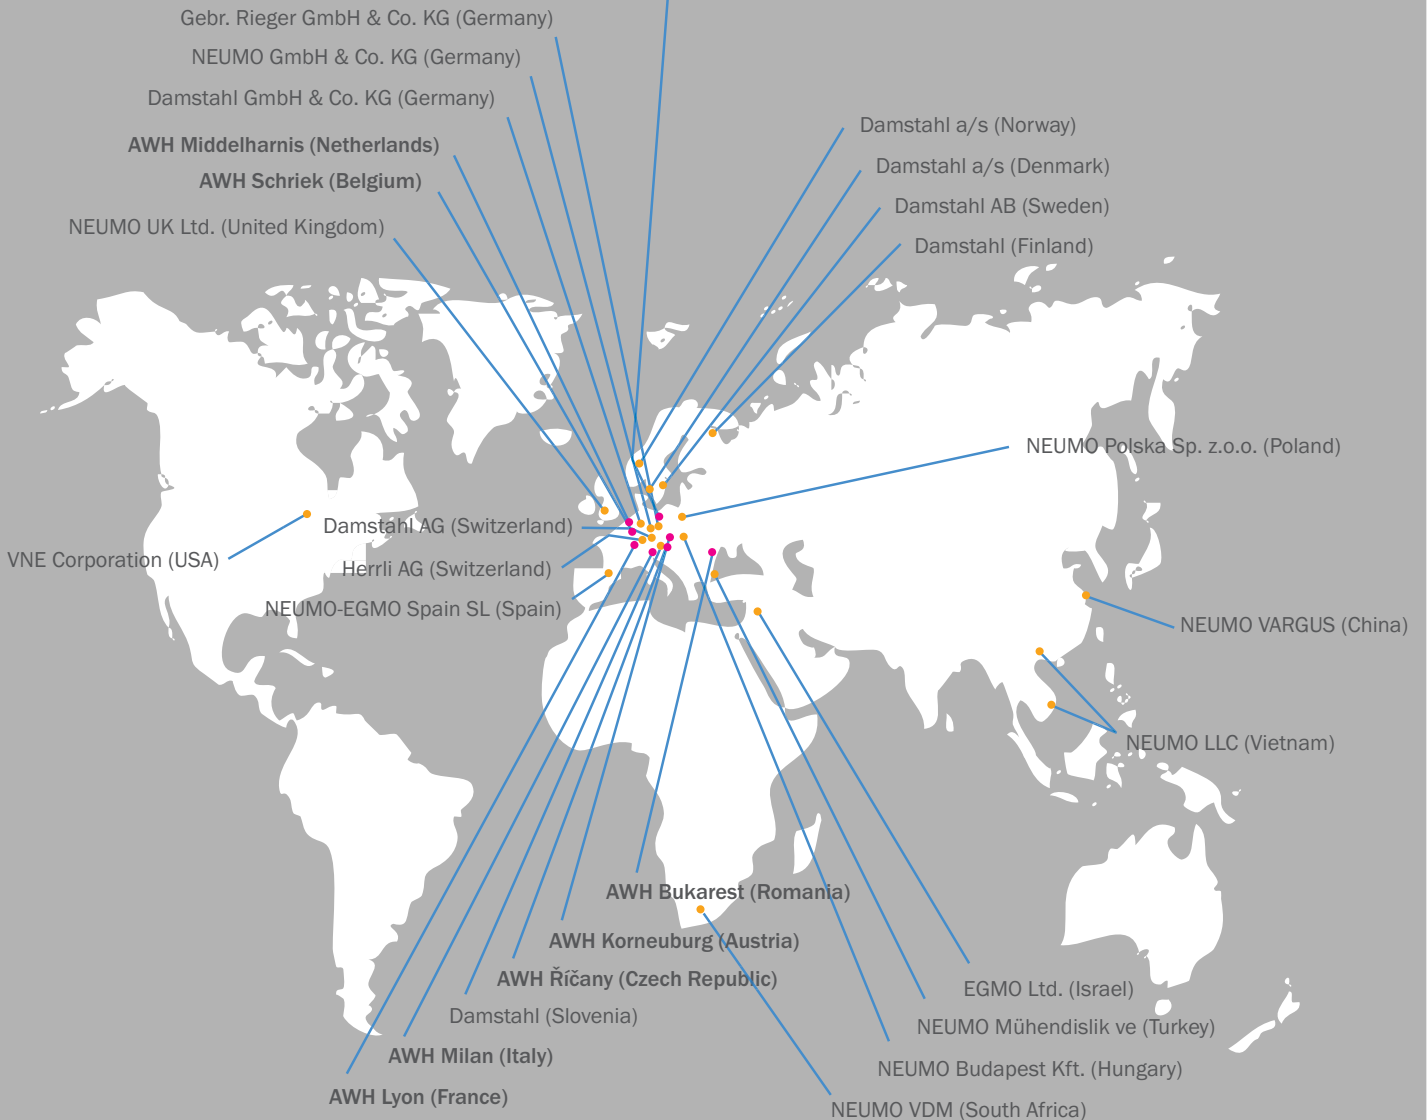 Gebr. Rieger GmbH & Co. KG (Germany)
NEUMO GmbH & Co. KG (Germany)
Damstahl GmbH & Co. KG (Germany)
AWH Middelharnis (Netherlands)
AWH Schriek (Belgium)
NEUMO UK Ltd. (United Kingdom)
Damstahl a/s (Norway)
Damstahl a/s (Denmark)
Damstahl AB (Sweden)
Damstahl (Finland)
NEUMO Polska Sp. z.o.o. (Poland)
Damstahl AG (Switzerland)
VNE Corporation (USA)
Herrli AG (Switzerland)
NEUMO-EGMO Spain SL (Spain)
NEUMO VARGUS (China)
NEUMO LLC (Vietnam)
AWH Bukarest (Romania)
AWH Korneuburg (Austria)
AWH Říčany (Czech Republic)
Damstahl (Slovenia)
AWH Milan (Italy)
AWH Lyon (France)
EGMO Ltd. (Israel)
NEUMO Mühendislik ve (Turkey)
NEUMO Budapest Kft. (Hungary)
NEUMO VDM (South Africa)